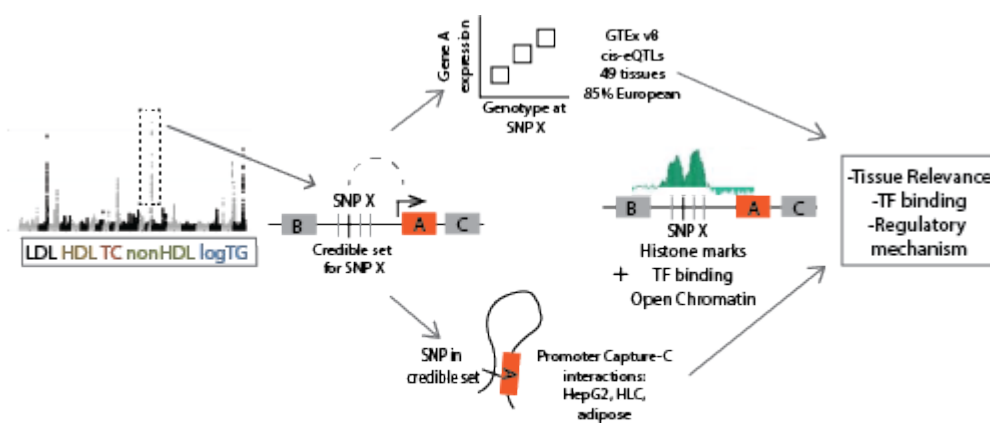 LDL HDL TC nonHDL logTG
SNP X
B
A
C
Credible set
for SNP X
Gene A
expression
Genotype at
SNP X
GTEx v8
cis-eQTLs
49 tissues
85% European
SNP in
credible set
A
Promoter Capture-C
interactions:
HepG2, HLC,
adipose
B
A
C
SNP X
Histone marks
+ TF binding
Open Chromatin
-Tissue Relevance
-TF binding
-Regulatory
mechanism